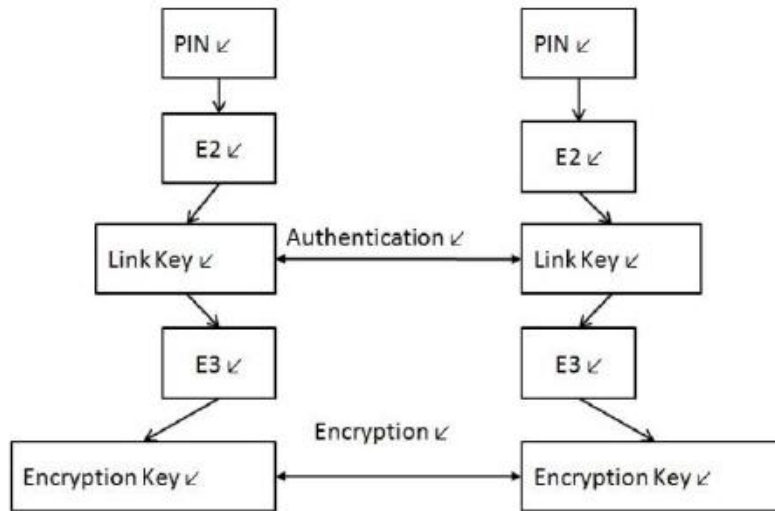 PIN ↙
PIN ↙
E2 ↙
E2 ↙
Link Key ↙
Authentication ↙
Link Key ↙
E3 ↙
E3 ↙
Encryption ↙
Encryption Key ↙
Encryption Key ↙